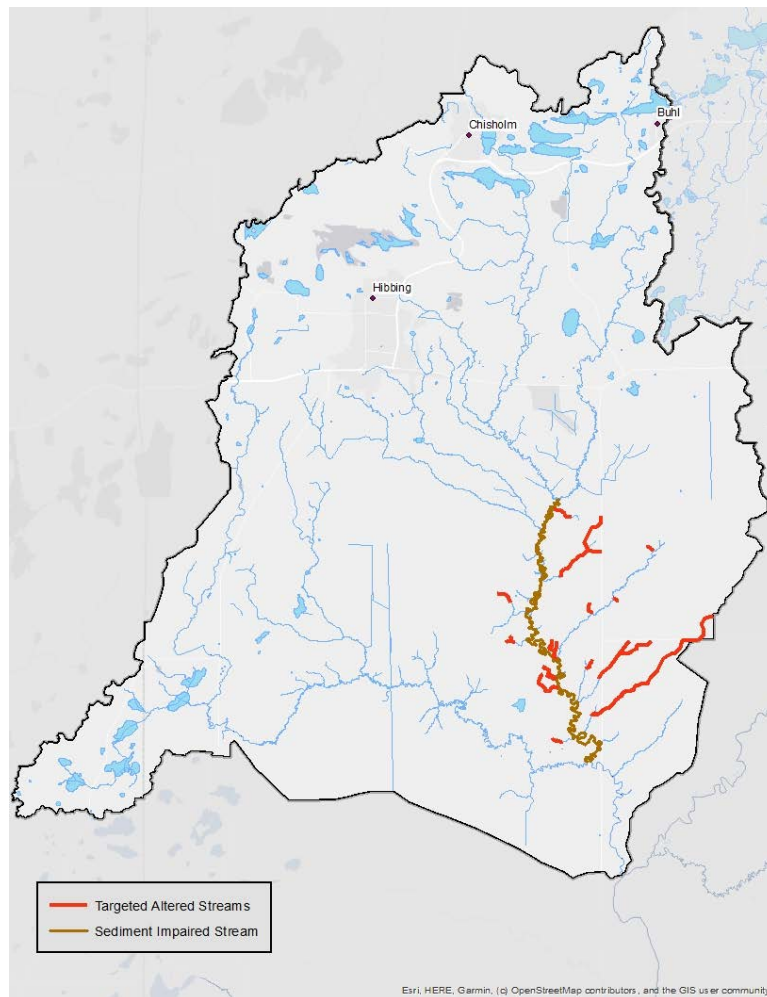 Buhl
Chisholm
Hibbing
Targeted Altered Streams
Sediment Impaired Stream
Esri, HERE, Garmin, (c) OpenStreetMap contributors, and the GIS user community